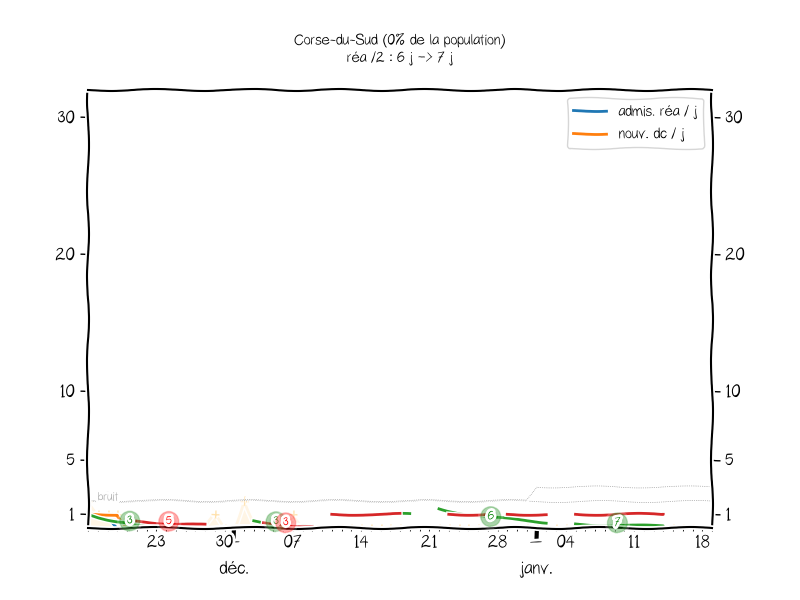 Corse-du-Sud (0% de la population)
réa /2 : 6 j -> 7 j
admis. réa / j
nouv. dc / j
30 30
20 20
10 10
5 5
bruit
1 1
3 5 3 3 6 7
23 30 07 14 21 28 04 11 18
déc. janv.